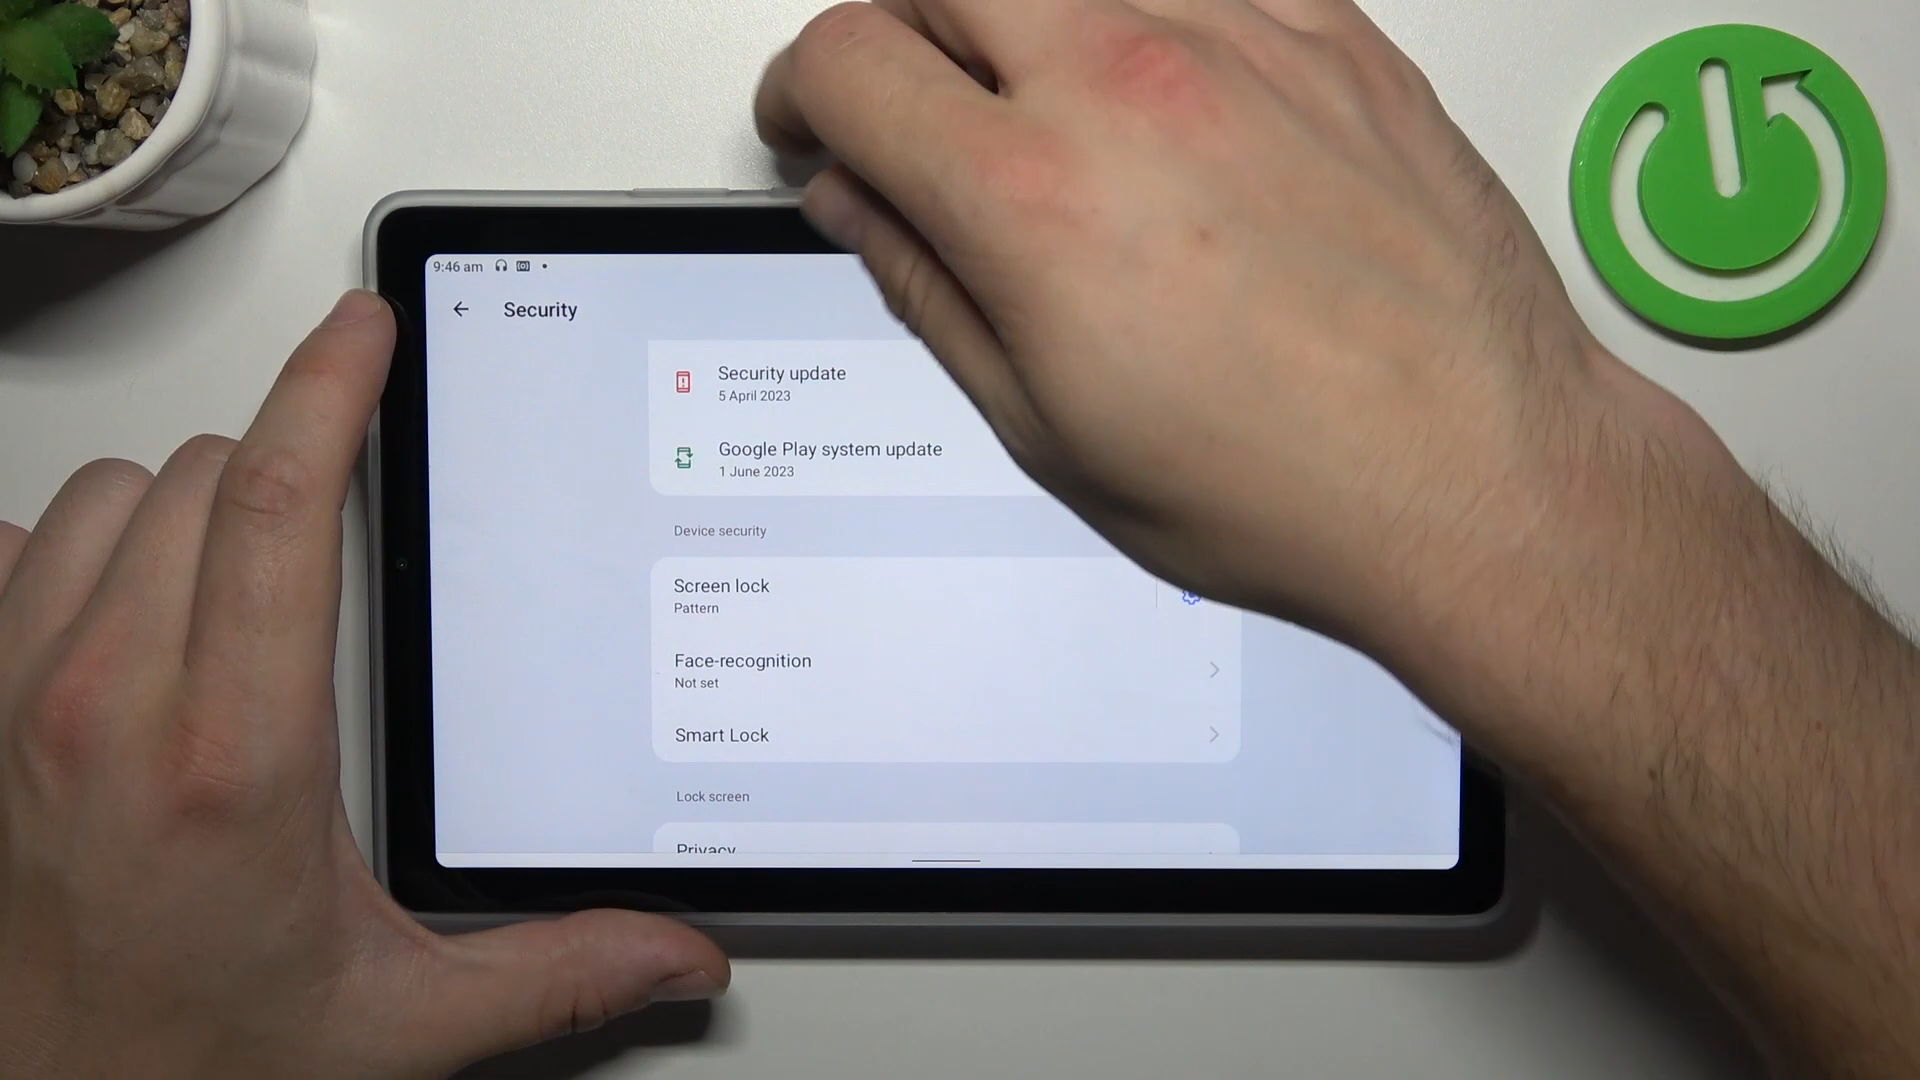 9:46 am
Security
Security update
5 April 2023
Google Play system update
1 June 2023
Device security
Screen lock
Pattern
Face-recognition
Not set
Smart Lock
Lock screen
Privacy